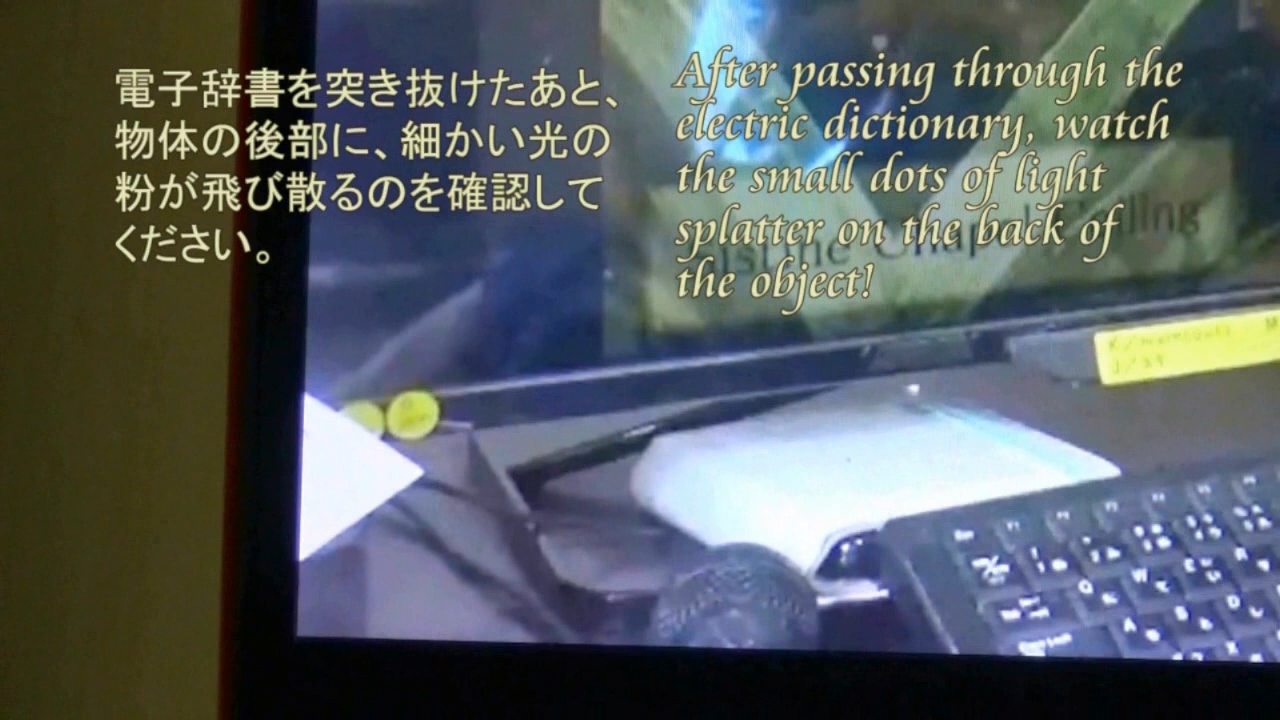 電子辞書を突き抜けたあと、
物体の後部に、細かい光の
粉が飛び散るのを確認して
ください。
After passing through the
electric dictionary, watch
the small dots of light
splatter on the back of
the object!